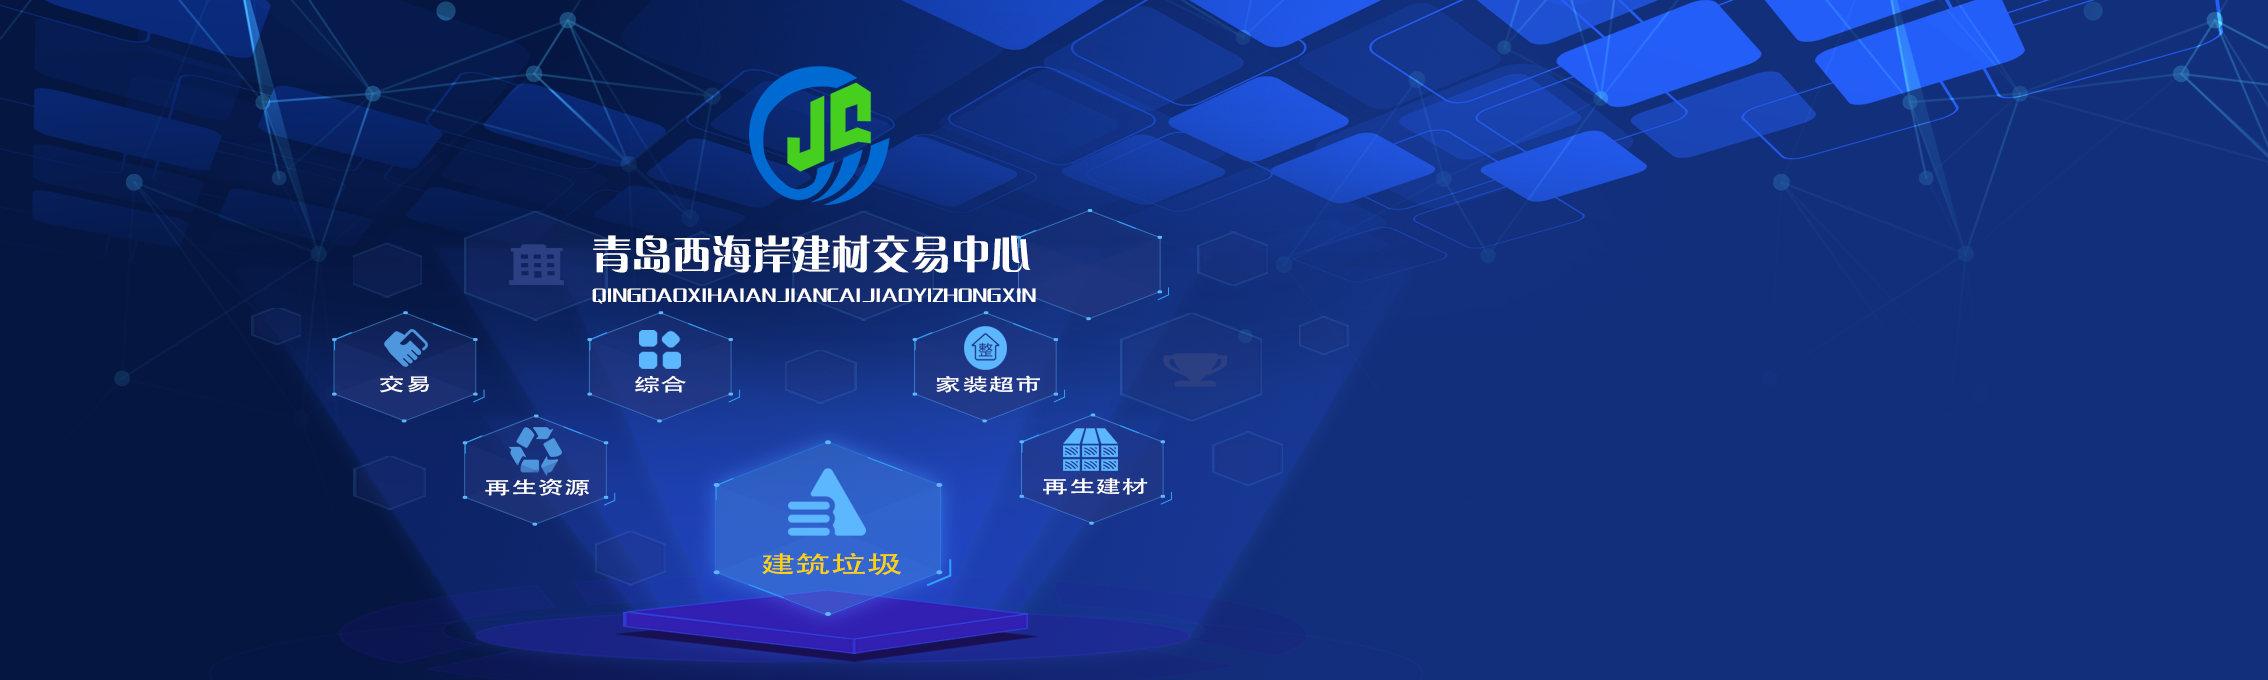 JC
青岛西海岸建材交易中心
QINGDAOXIHAIANJIANCAIJIAOYIZHONGXIN
交易
综合
整
家装超市
再生资源
再生建材
建筑垃圾